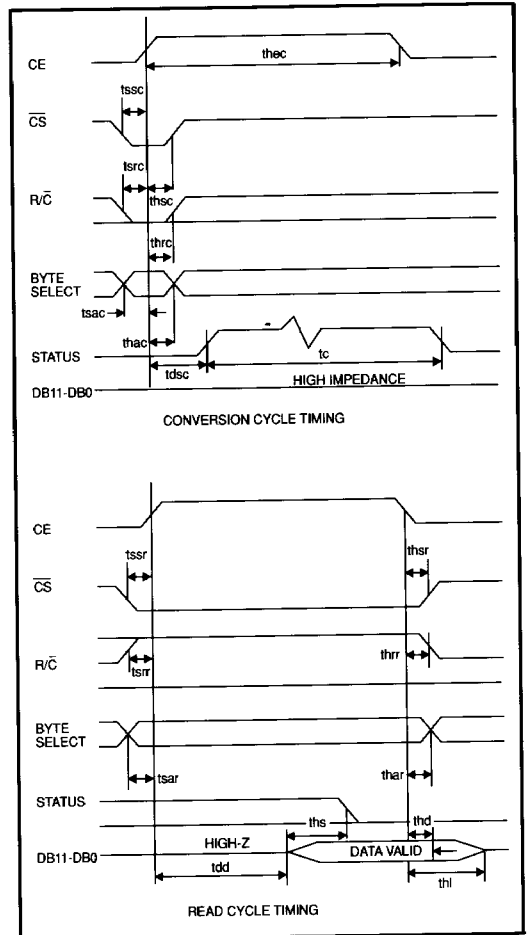 CE
thec
tssc
C̅S̅
tsrc
thsc
R/C̅
thrc
BYTE
SELECT
tsac
thac
STATUS
tdsc
tc
HIGH IMPEDANCE
DB11-DB0
CONVERSION CYCLE TIMING
CE
tssr
thsr
C̅S̅
R/C̅
tsrr
thrr
BYTE
SELECT
tsar
thar
STATUS
ths
thd
HIGH-Z
DB11-DB0
DATA VALID
tdd
thl
READ CYCLE TIMING